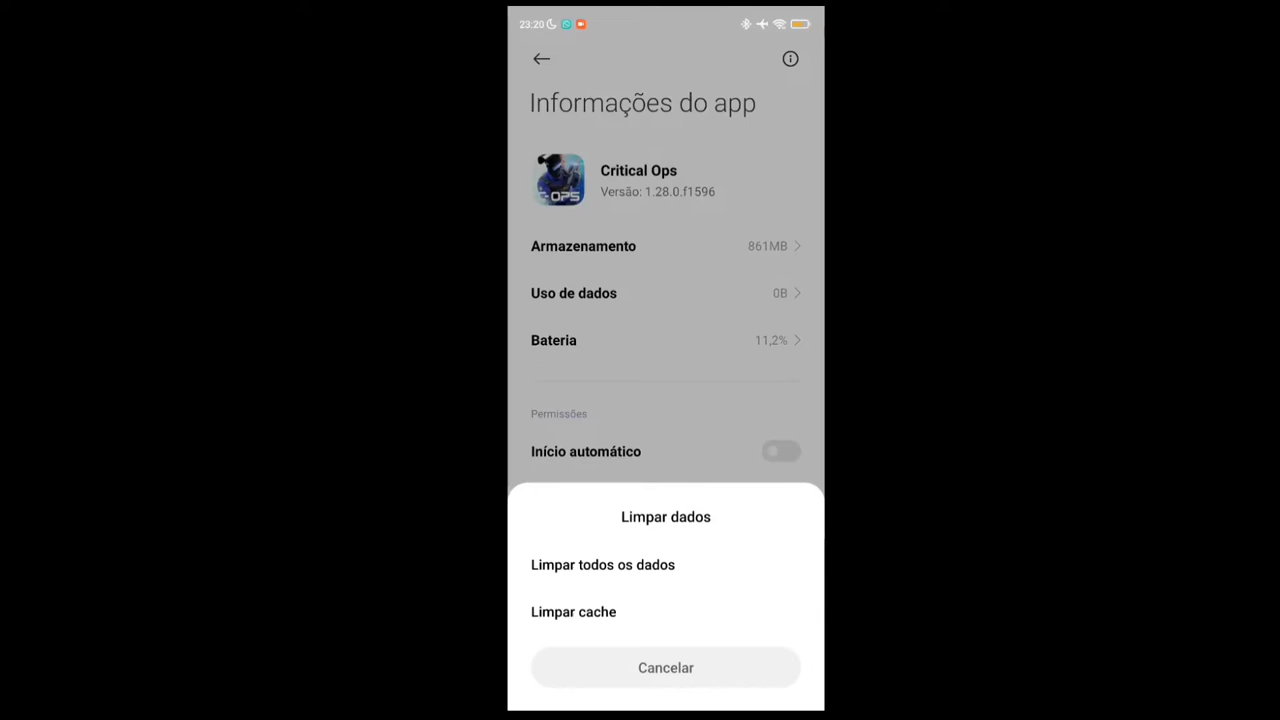 23:20
Informações do app
C-OPS
Critical Ops
Versão: 1.28.0.f1596
Armazenamento 861MB
Uso de dados 0B
Bateria 11,2%
Permissões
Início automático
Limpar dados
Limpar todos os dados
Limpar cache
Cancelar